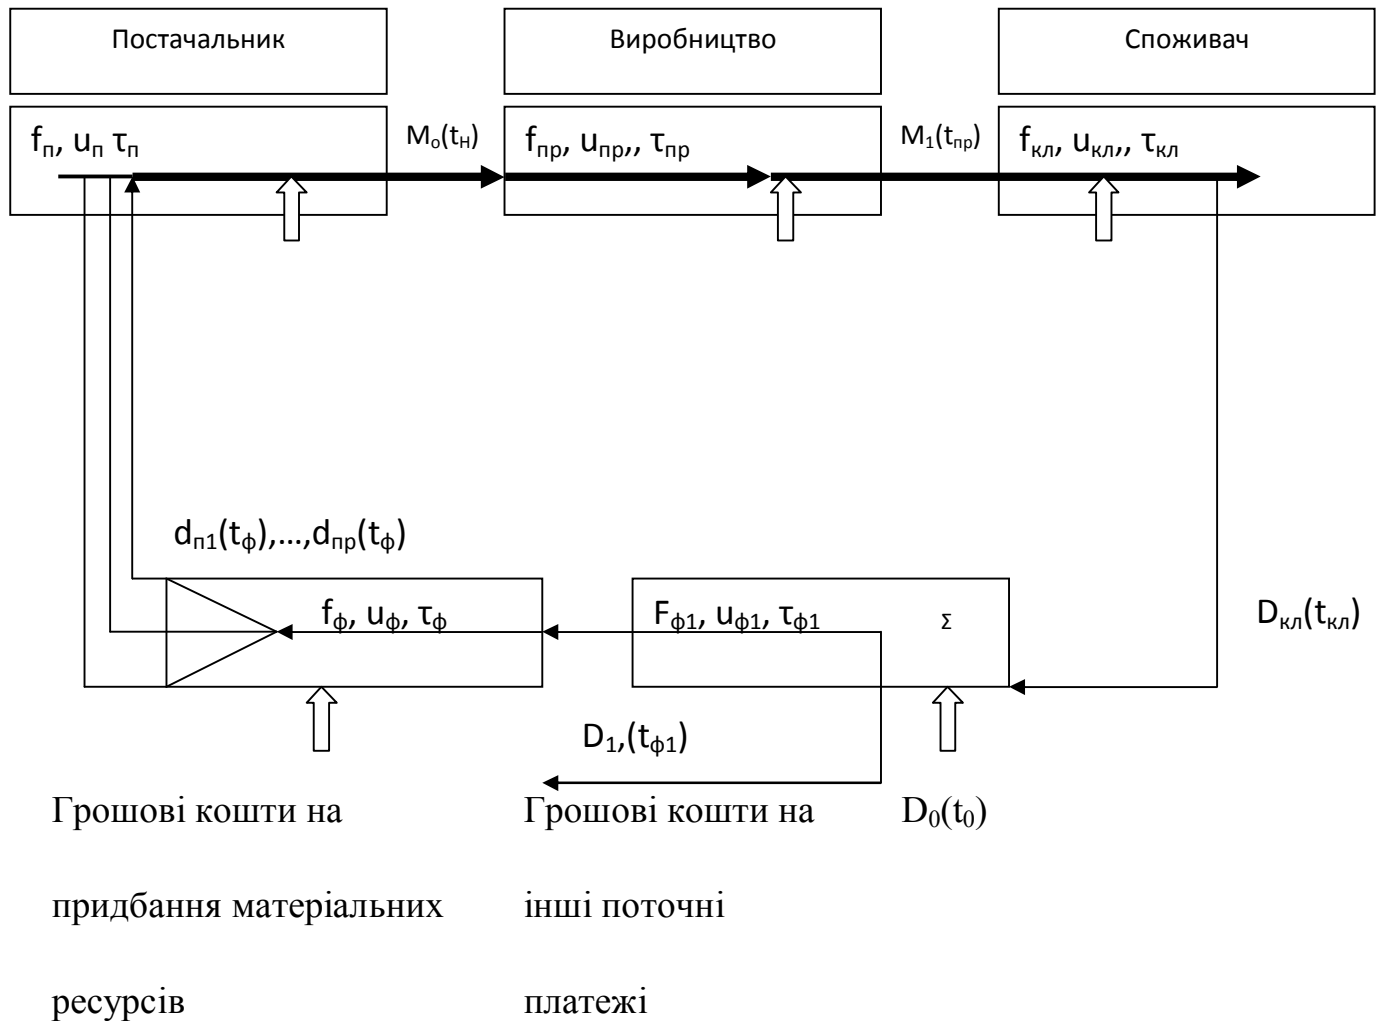 Постачальник
Виробництво
Споживач
fп, uп τп
Mо(tН)
fпр, uпр,, τпр
M1(tпр)
fкл, uкл,, τкл
dп1(tф),...,dпр(tф)
fф, uф, τф
Fф1, uф1, τф1
Σ
Dкл(tкл)
D1,(tф1)
Грошові кошти на
придбання матеріальних
ресурсів
Грошові кошти на
інші поточні
платежі
D0(t0)